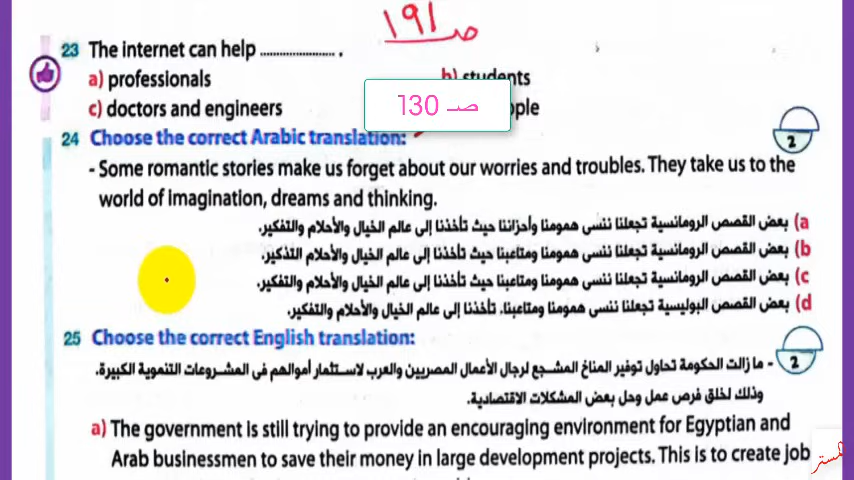 صـ ١٩١
23 The internet can help ........................ .
a) professionals b) students
c) doctors and engineers ople
صـ 130
24 Choose the correct Arabic translation:
2
- Some romantic stories make us forget about our worries and troubles. They take us to the
world of imagination, dreams and thinking.
a) بعض القصص الرومانسية تجعلنا ننسى همومنا وأحزاننا حيث تأخذنا إلى عالم الخيال والأحلام والتفكير.
b) بعض القصص الرومانسية تجعلنا ننسى همومنا ومتاعبنا حيث تأخذنا إلى عالم الخيال والأحلام التذكير.
c) بعض القصص الرومانسية تجعلنا ننسى همومنا ومتاعبنا حيث تأخذنا إلى عالم الخيال والأحلام والتفكير.
d) بعض القصص البوليسية تجعلنا ننسى همومنا ومتاعبنا، تأخذنا إلى عالم الخيال والأحلام والتفكير.
25 Choose the correct English translation:
2
- ما زالت الحكومة تحاول توفير المناخ المشجع لرجال الأعمال المصريين والعرب لاستثمار أموالهم فى المشروعات التنموية الكبيرة.
وذلك لخلق فرص عمل وحل بعض المشكلات الاقتصادية.
a) The government is still trying to provide an encouraging environment for Egyptian and
Arab businessmen to save their money in large development projects. This is to create job